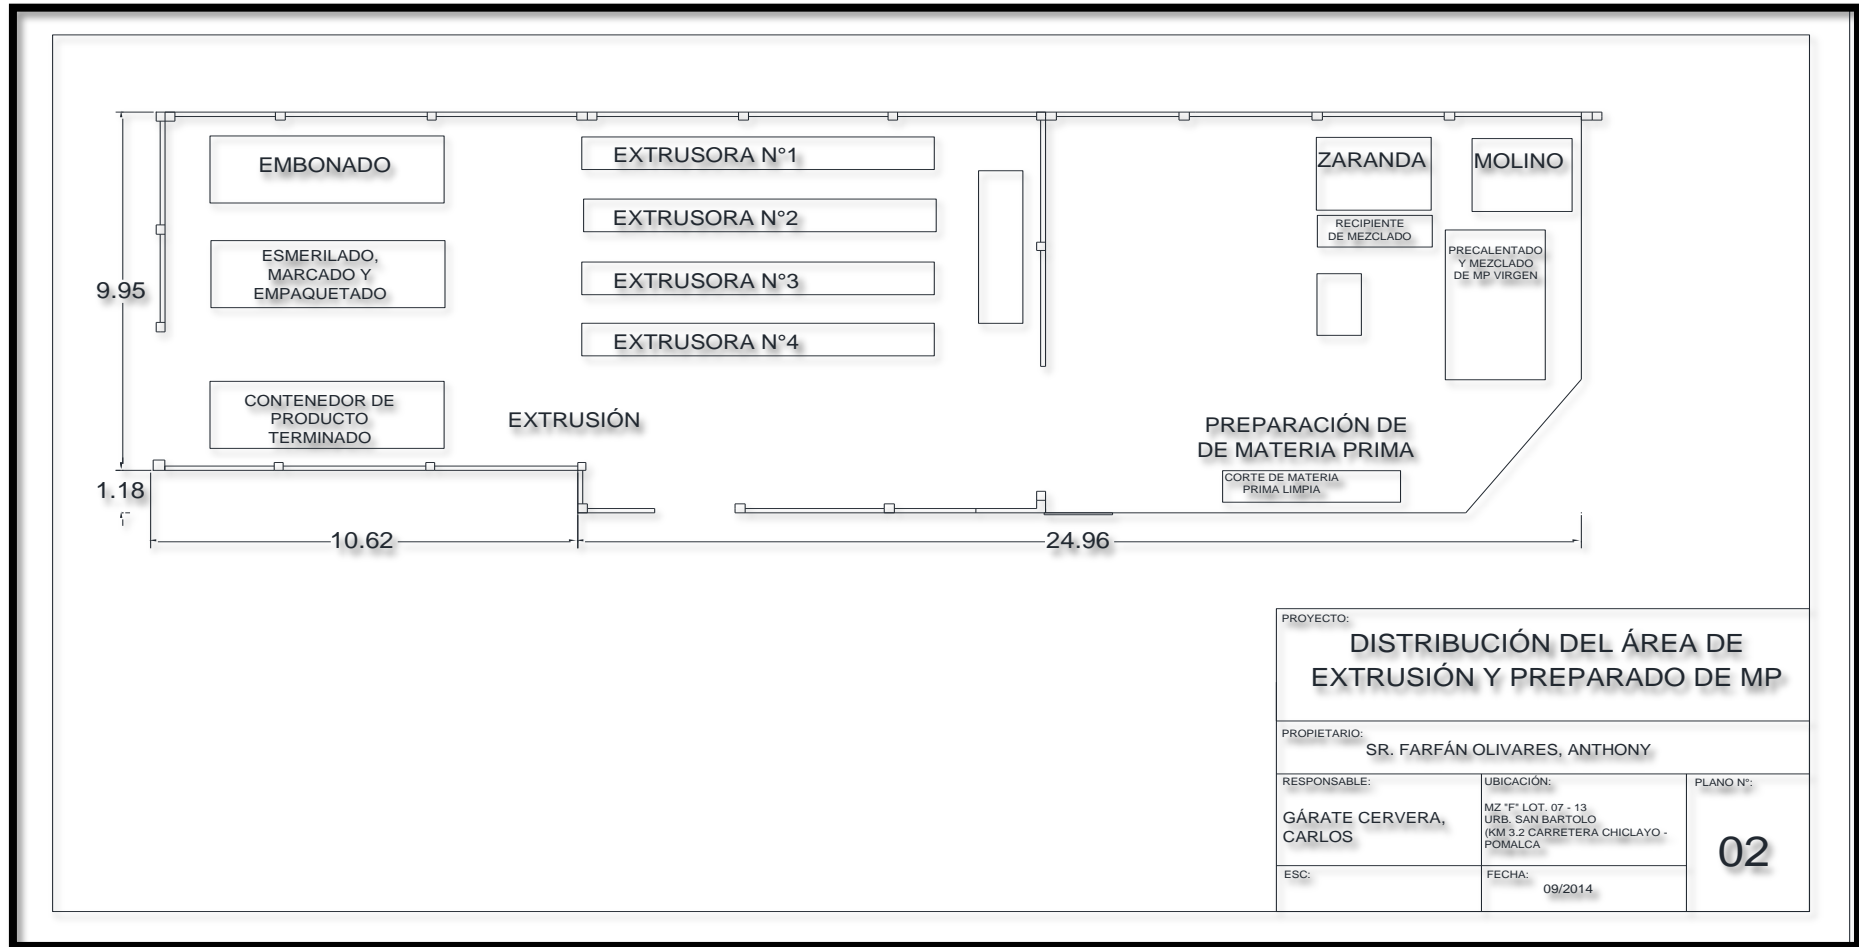 EMBONADO
ESMERILADO,
MARCADO Y
EMPAQUETADO
CONTENEDOR DE
PRODUCTO
TERMINADO
EXTRUSORA N°1
EXTRUSORA N°2
EXTRUSORA N°3
EXTRUSORA N°4
EXTRUSIÓN
ZARANDA
MOLINO
RECIPIENTE
DE MEZCLADO
PRECALENTADO
Y MEZCLADO
DE MP VIRGEN
PREPARACIÓN DE
DE MATERIA PRIMA
CORTE DE MATERIA
PRIMA LIMPIA
9.95
1.18
10.62
24.96
PROYECTO:
DISTRIBUCIÓN DEL ÁREA DE
EXTRUSIÓN Y PREPARADO DE MP
PROPIETARIO:
SR. FARFÁN OLIVARES, ANTHONY
RESPONSABLE:
GÁRATE CERVERA,
CARLOS
UBICACIÓN:
MZ "F" LOT. 07 - 13
URB. SAN BARTOLO
(KM 3.2 CARRETERA CHICLAYO -
POMALCA
PLANO N°:
02
ESC:
FECHA:
09/2014